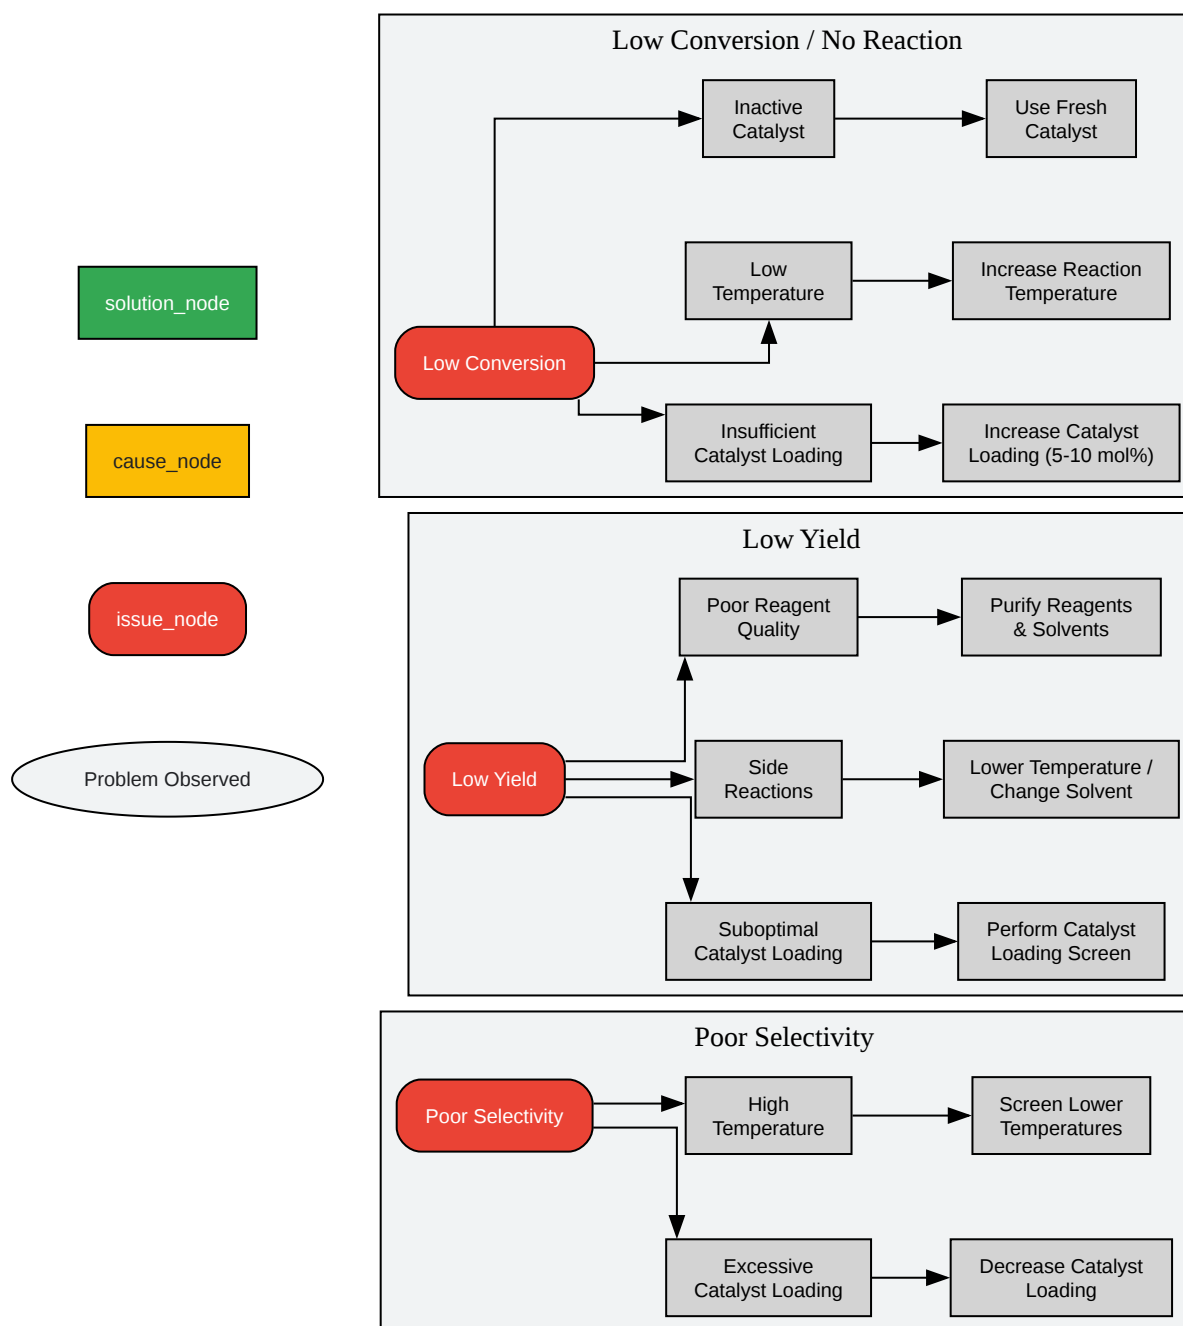 solution_node
cause_node
issue_node
Problem Observed
Low Conversion / No Reaction
Inactive
Catalyst
Use Fresh
Catalyst
Low
Temperature
Increase Reaction
Temperature
Low Conversion
Insufficient
Catalyst Loading
Increase Catalyst
Loading (5-10 mol%)
Low Yield
Poor Reagent
Quality
Purify Reagents
& Solvents
Low Yield
Side
Reactions
Lower Temperature /
Change Solvent
Suboptimal
Catalyst Loading
Perform Catalyst
Loading Screen
Poor Selectivity
Poor Selectivity
High
Temperature
Screen Lower
Temperatures
Excessive
Catalyst Loading
Decrease Catalyst
Loading